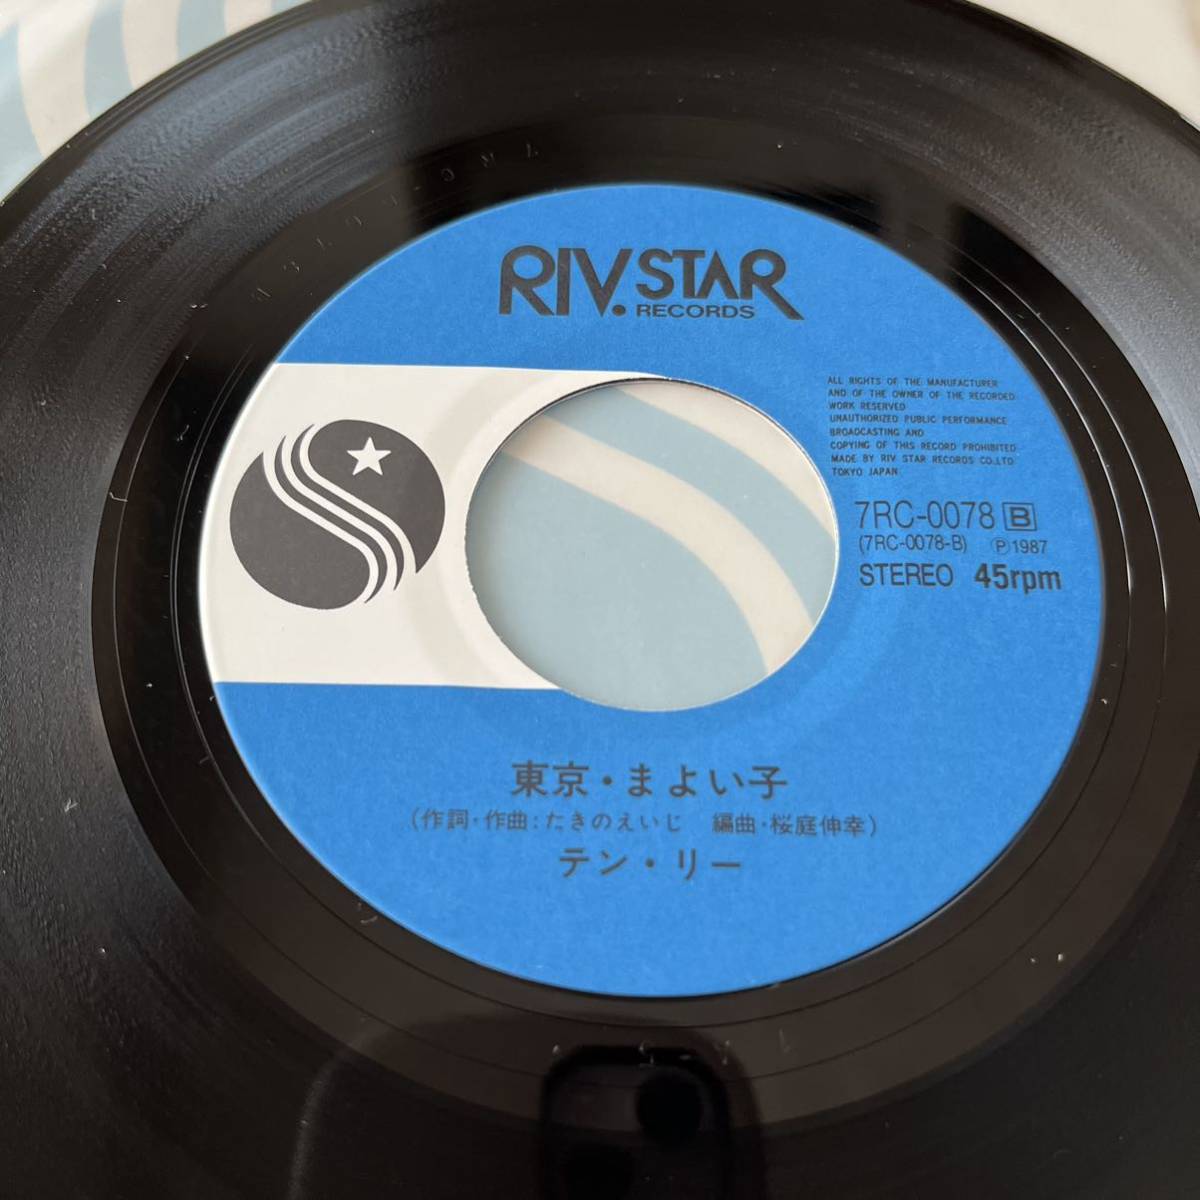 RIV. STAR
RECORDS
ALL RIGHTS OF THE MANUFACTURER
AND OF THE OWNER OF THE RECORDED
WORK RESERVED
UNAUTHORIZED PUBLIC PERFORMANCE
BROADCASTING AND
COPYING OF THIS RECORD PROHIBITED
MADE BY RIV STAR RECORDS CO.,LTD.
TOKYO JAPAN
7RC-0078 B
(7RC-0078-B) Ⓟ1987
STEREO 45rpm
東京・まよい子
(作詞・作曲:たきのえいじ 編曲・桜庭伸幸)
テン・リー